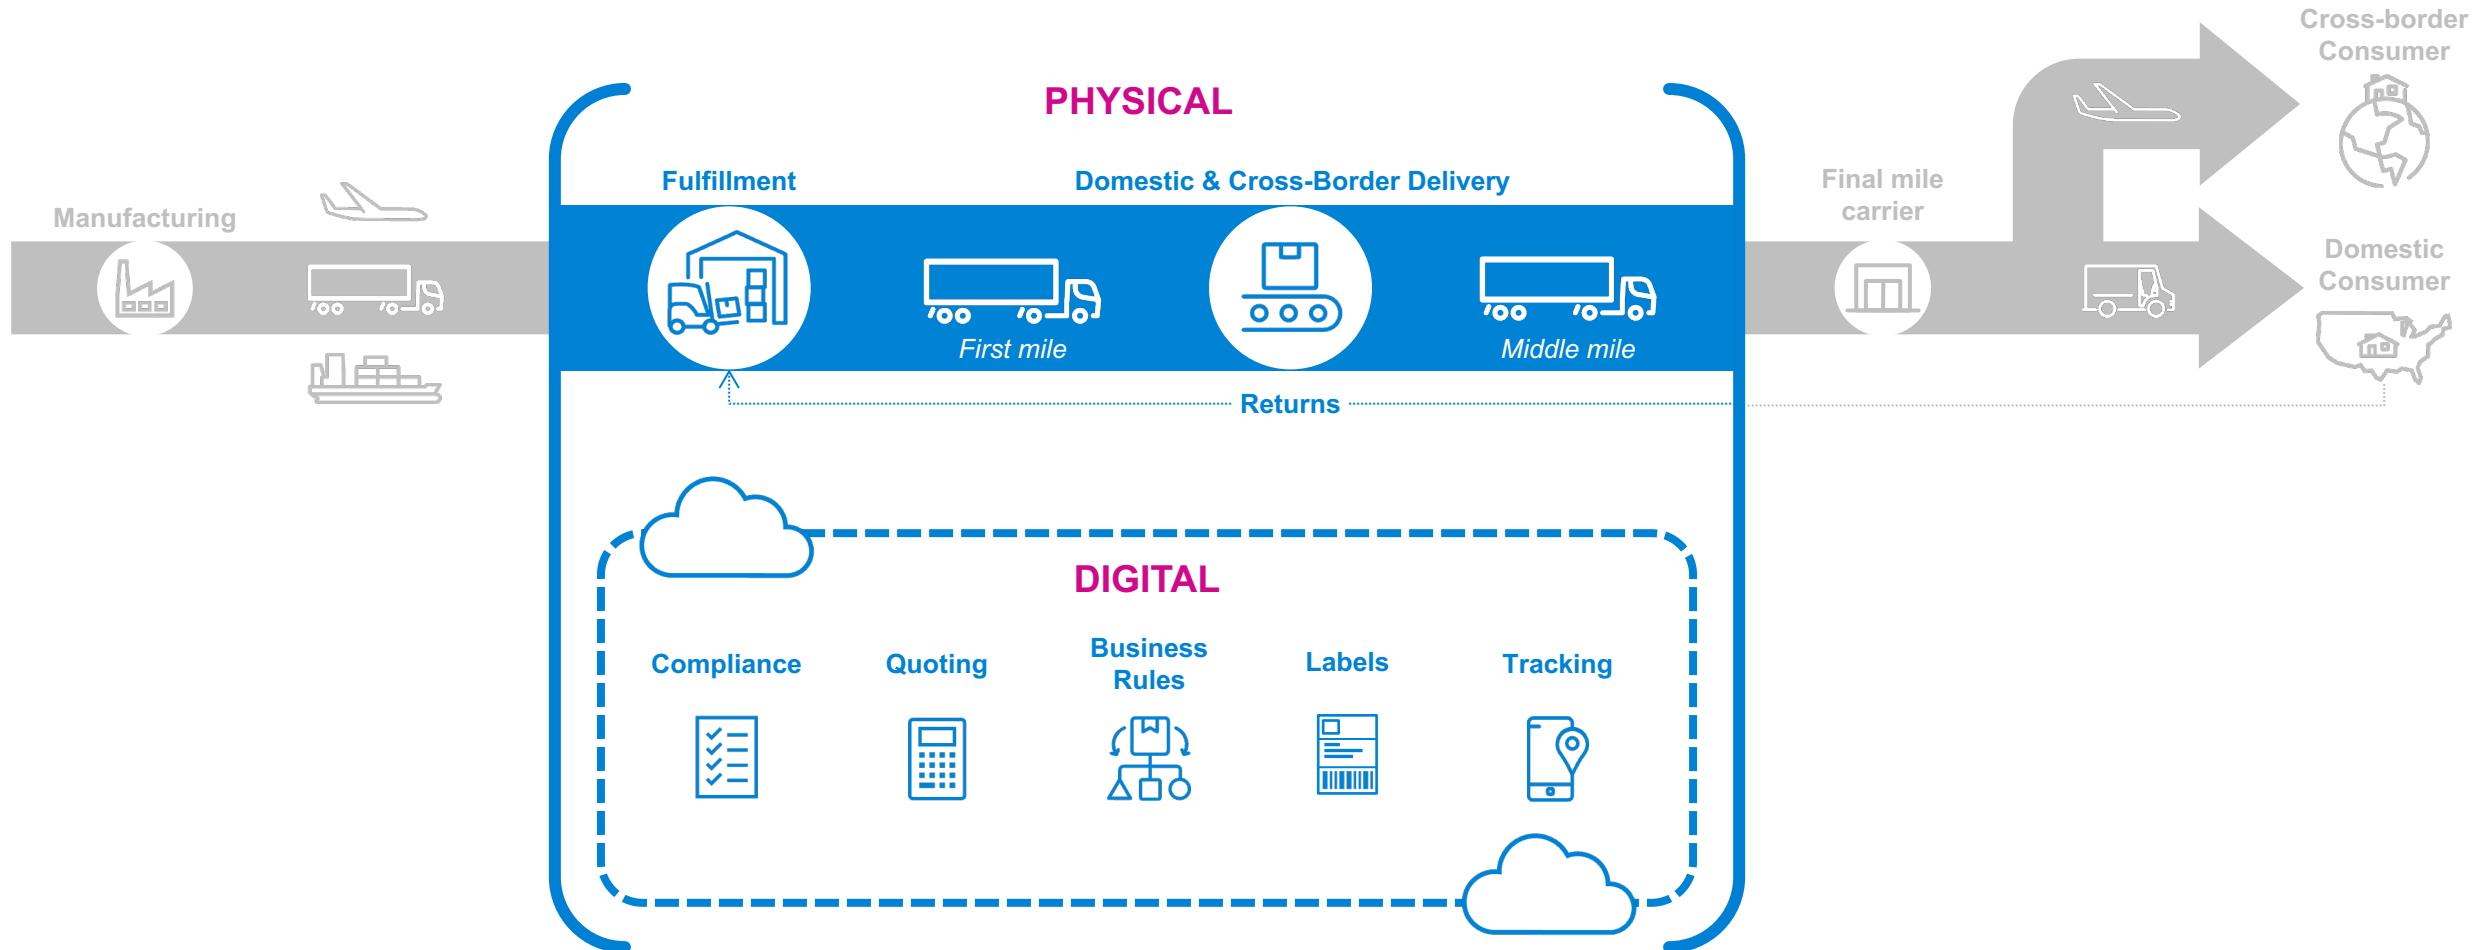 Cross-border
Consumer
PHYSICAL
Fulfillment
Domestic & Cross-Border Delivery
Final mile
carrier
Manufacturing
Domestic
Consumer
First mile
Middle mile
Returns
DIGITAL
Compliance
Quoting
Business
Rules
Labels
Tracking